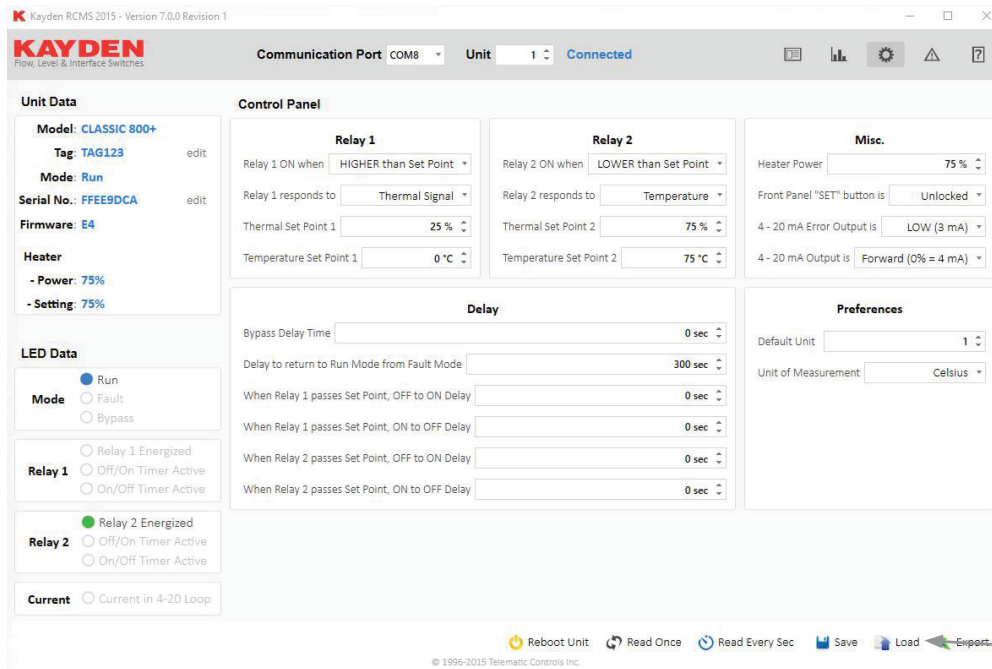 Kayden RCMS 2015 - Version 7.0.0 Revision 1
KAYDEN
Flow, Level & Interface Switches
Communication Port COM8 Unit 1 Connected
?
Unit Data
Model: CLASSIC 800+
Tag: TAG123 edit
Mode: Run
Serial No.: FFEE9DCA edit
Firmware: E4
Heater
- Power: 75%
- Setting: 75%
LED Data
Mode
Run
Fault
Bypass
Relay 1
Relay 1 Energized
Off/On Timer Active
On/Off Timer Active
Relay 2
Relay 2 Energized
Off/On Timer Active
On/Off Timer Active
Current Current in 4-20 Loop
Control Panel
Relay 1
Relay 1 ON when HIGHER than Set Point
Relay 1 responds to Thermal Signal
Thermal Set Point 1 25 %
Temperature Set Point 1 0 °C
Relay 2
Relay 2 ON when LOWER than Set Point
Relay 2 responds to Temperature
Thermal Set Point 2 75 %
Temperature Set Point 2 75 °C
Misc.
Heater Power 75 %
Front Panel "SET" button is Unlocked
4 - 20 mA Error Output is LOW (3 mA)
4 - 20 mA Output is Forward (0% = 4 mA)
Delay
Bypass Delay Time 0 sec
Delay to return to Run Mode from Fault Mode 300 sec
When Relay 1 passes Set Point, OFF to ON Delay 0 sec
When Relay 1 passes Set Point, ON to OFF Delay 0 sec
When Relay 2 passes Set Point, OFF to ON Delay 0 sec
When Relay 2 passes Set Point, ON to OFF Delay 0 sec
Preferences
Default Unit 1
Unit of Measurement Celsius
Reboot Unit Read Once Read Every Sec Save Load Export
© 1996-2015 Telematic Controls Inc.